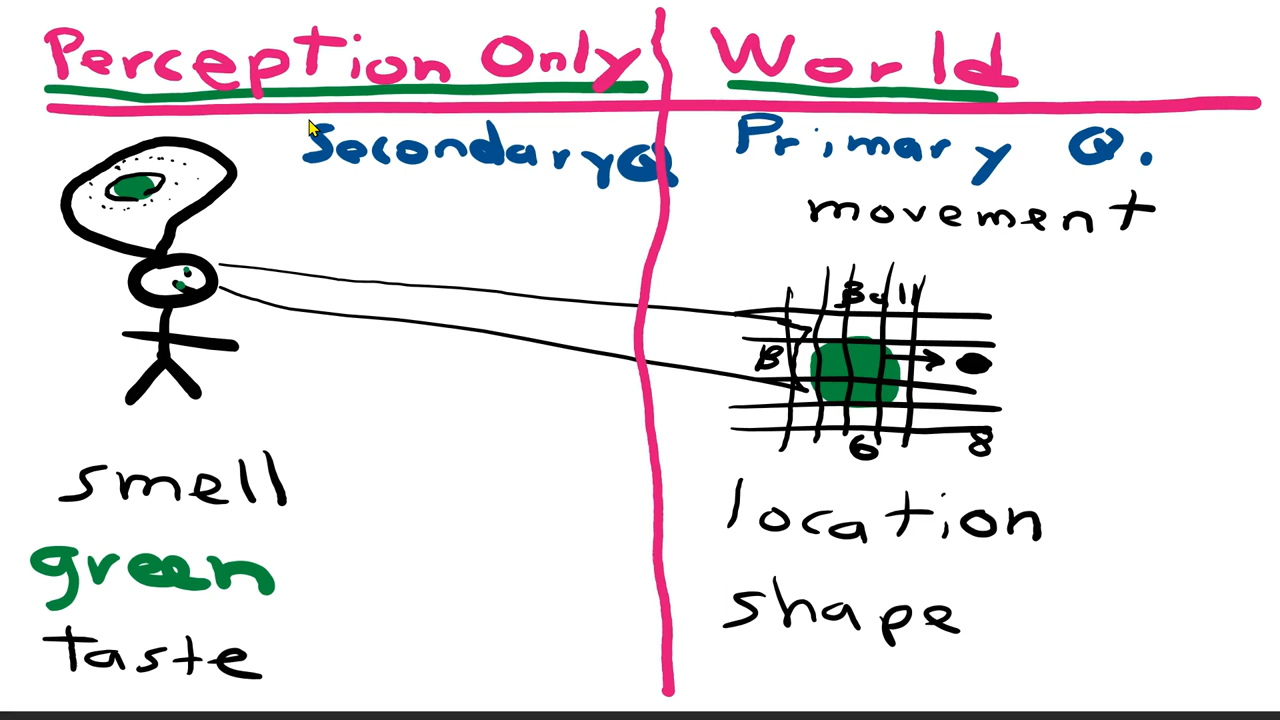 Perception Only
World
Secondary Q.
Primary Q.
movement
Ball
B
6
8
smell
green
taste
location
shape